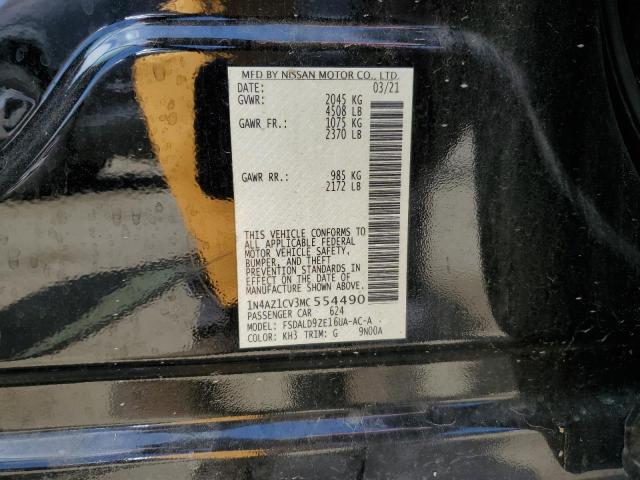 MFD BY NISSAN MOTOR CO., LTD.
DATE: 03/21
GVWR: 2045 KG
4508 LB
GAWR FR.: 1075 KG
2370 LB
GAWR RR.: 985 KG
2172 LB
THIS VEHICLE CONFORMS TO
ALL APPLICABLE FEDERAL
MOTOR VEHICLE SAFETY,
BUMPER, AND THEFT
PREVENTION STANDARDS IN
EFFECT ON THE DATE OF
MANUFACTURE SHOWN ABOVE.
1N4AZ1CV3MC 554490
PASSENGER CAR 624
MODEL: FSDALD9ZE16UA-AC-A
COLOR: KH3 TRIM: G 9N00A